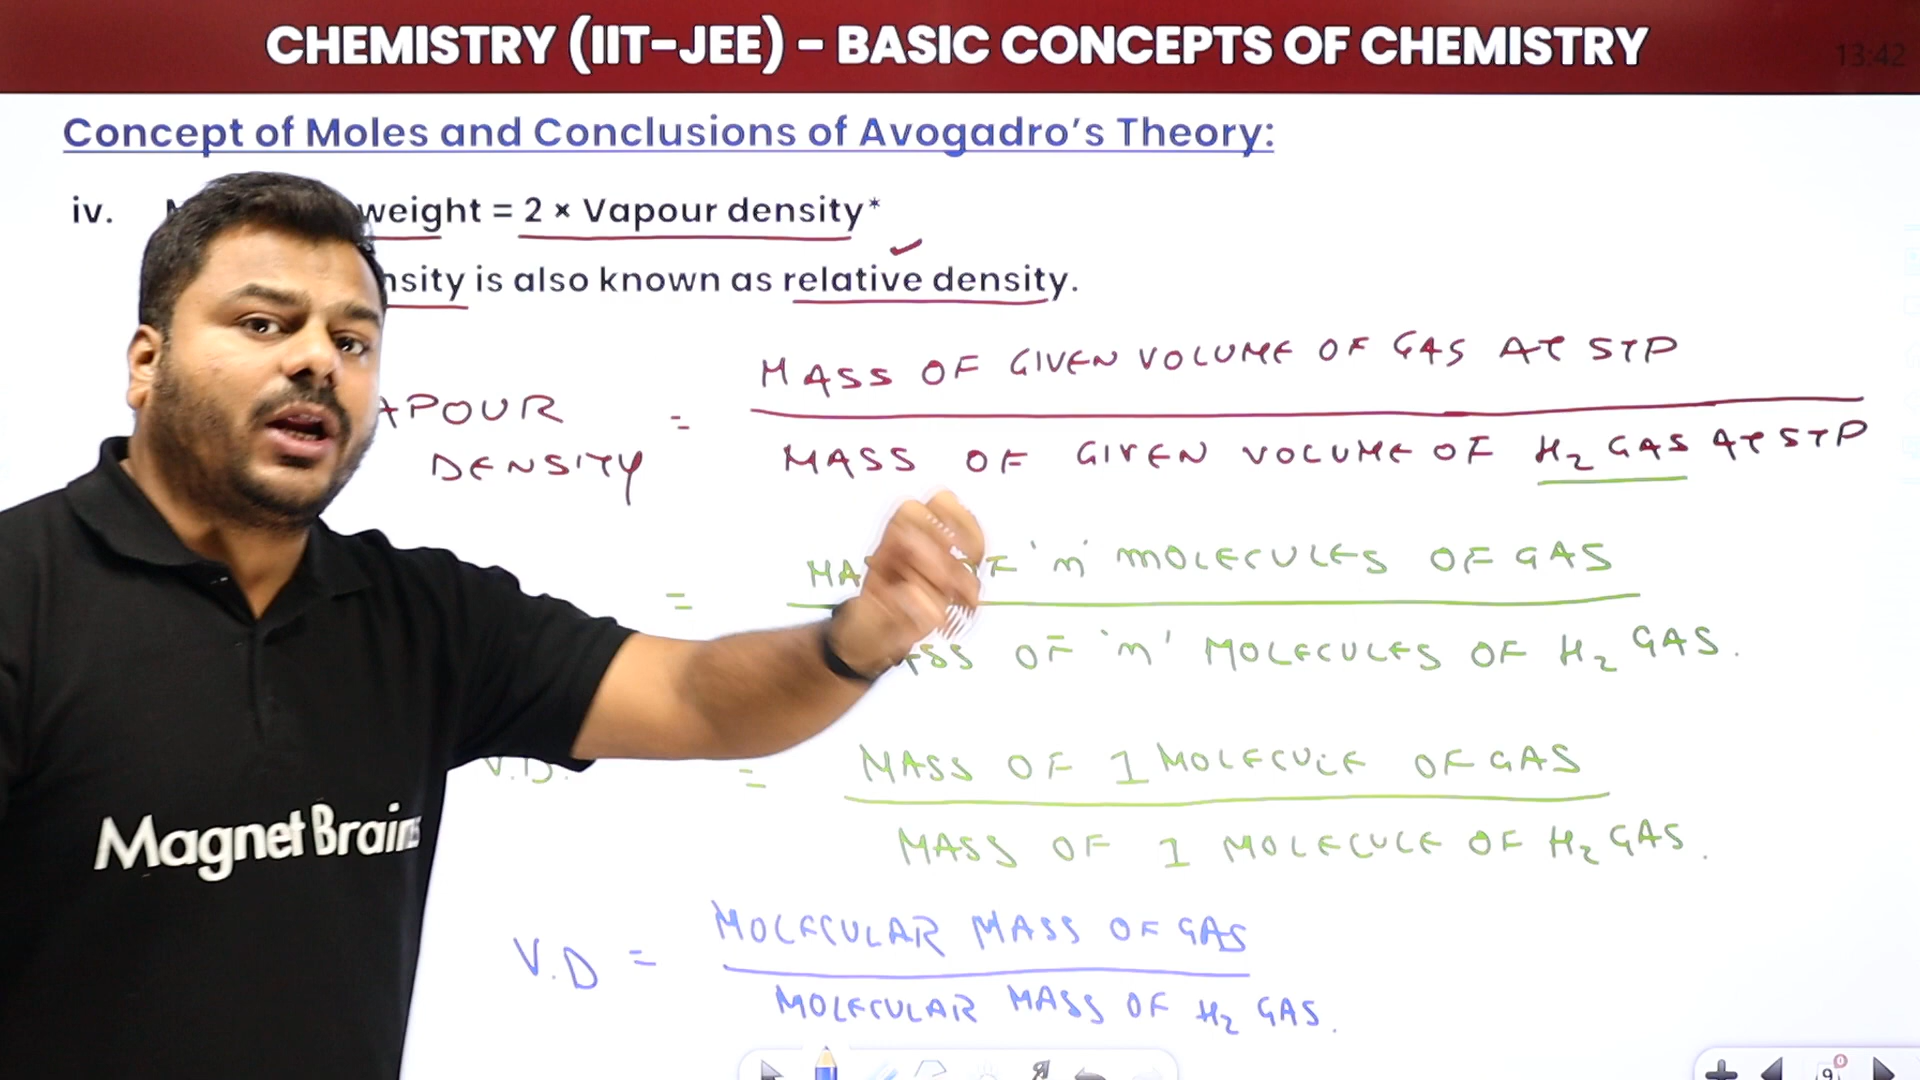 CHEMISTRY (IIT-JEE) - BASIC CONCEPTS OF CHEMISTRY
13:42
Concept of Moles and Conclusions of Avogadro's Theory:
iv. weight = 2 × Vapour density*
is also known as relative density.
MASS OF GIVEN VOLUME OF GAS AT STP
APOUR DENSITY =
MASS OF GIVEN VOLUME OF H₂ GAS AT STP
'n' MOLECULES OF GAS
=
OF 'n' MOLECULES OF H₂ GAS.
MASS OF 1 MOLECULE OF GAS
V.D. =
MASS OF 1 MOLECULE OF H₂ GAS.
MOLECULAR MASS OF GAS
V.D =
MOLECULAR MASS OF H₂ GAS.
Magnet Brains
9